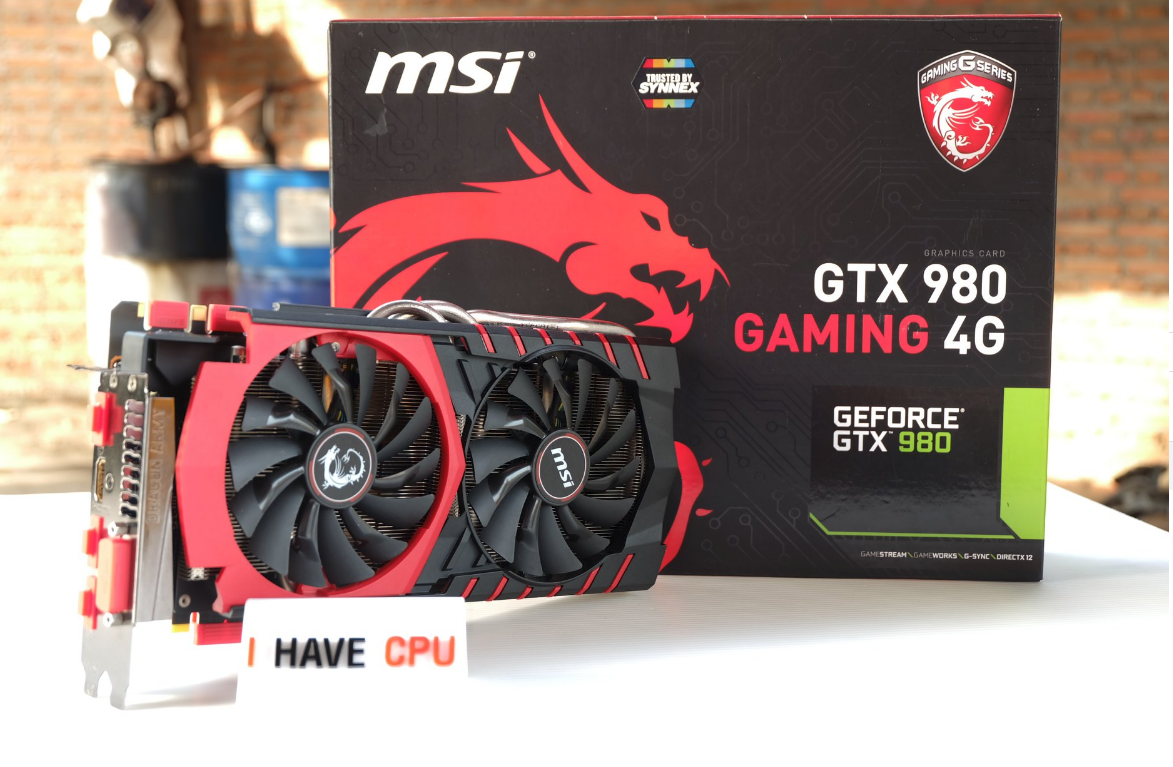 msi®
TRUSTED BY
SYNNEX
GAMING G SERIES
GRAPHICS CARD
GTX 980
GAMING 4G
GEFORCE®
GTX™ 980
GAMESTREAM \ GAMEWORKS \ G-SYNC \ DIRECTX 12
msi
I HAVE CPU